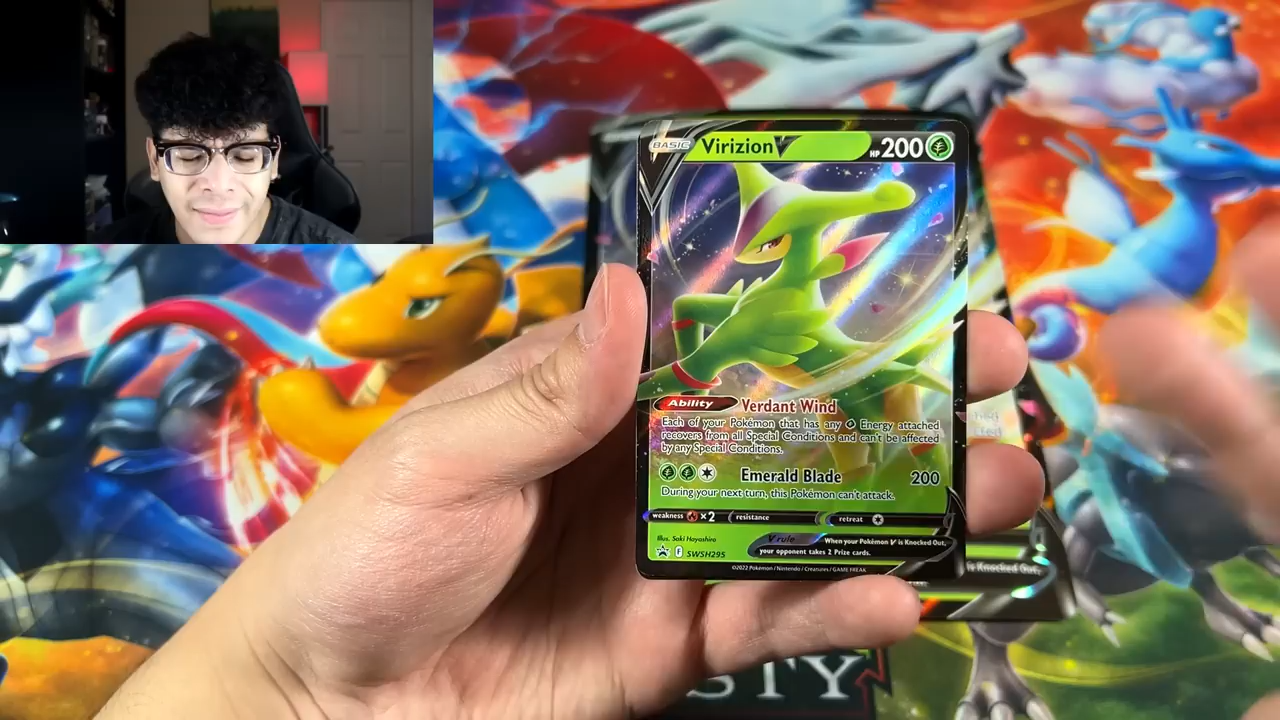 BASIC Virizion V HP 200
Ability Verdant Wind
Each of your Pokémon that has any Energy attached
recovers from all Special Conditions and can't be affected
by any Special Conditions.
Emerald Blade 200
During your next turn, this Pokémon can't attack.
weakness ×2 resistance retreat
Illus. Saki Hayashiro
V rule When your Pokémon V is Knocked Out,
your opponent takes 2 Prize cards.
F SWSH295
©2022 Pokémon / Nintendo / Creatures / GAME FREAK
is Knocked Out,
STY